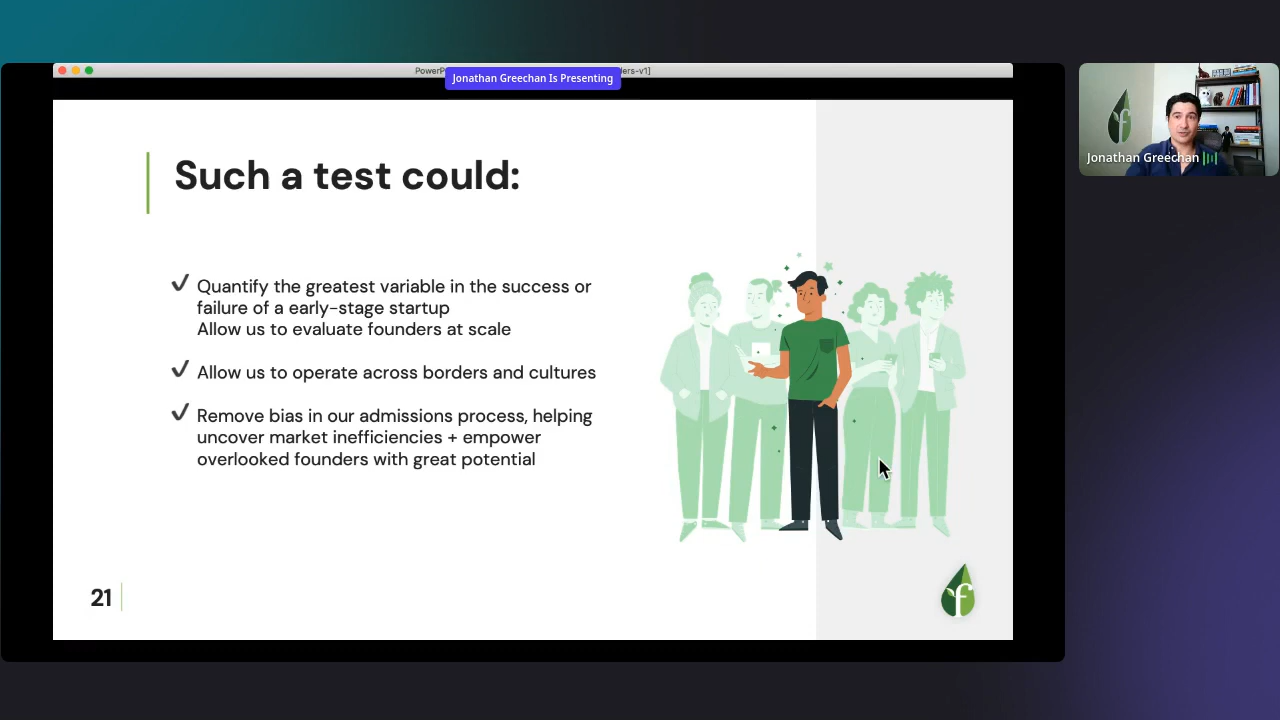 PowerP
Jonathan Greechan Is Presenting
ers-v1]
Such a test could:
Quantify the greatest variable in the success or
failure of a early-stage startup
Allow us to evaluate founders at scale
Allow us to operate across borders and cultures
Remove bias in our admissions process, helping
uncover market inefficiencies + empower
overlooked founders with great potential
21
f
f
Jonathan Greechan